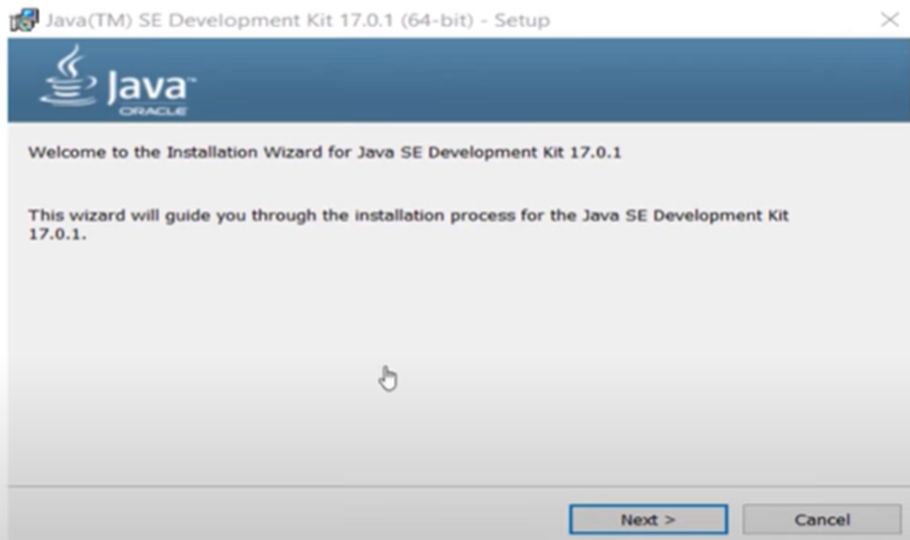 Java(TM) SE Development Kit 17.0.1 (64-bit) - Setup
Java™
ORACLE
Welcome to the Installation Wizard for Java SE Development Kit 17.0.1
This wizard will guide you through the installation process for the Java SE Development Kit
17.0.1.
Next >
Cancel